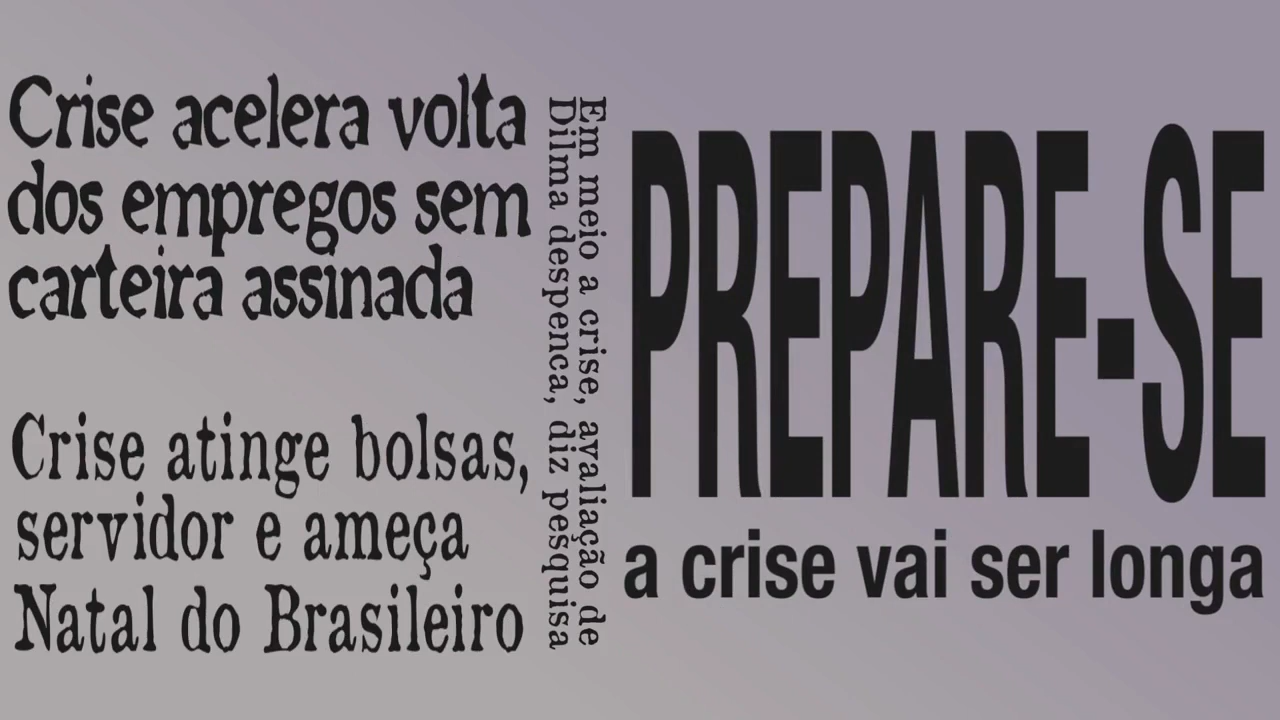 Crise acelera volta
dos empregos sem
carteira assinada
Crise atinge bolsas,
servidor e ameça
Natal do Brasileiro
Em meio a crise, avaliação de
Dilma despenca, diz pesquisa
PREPARE-SE
a crise vai ser longa